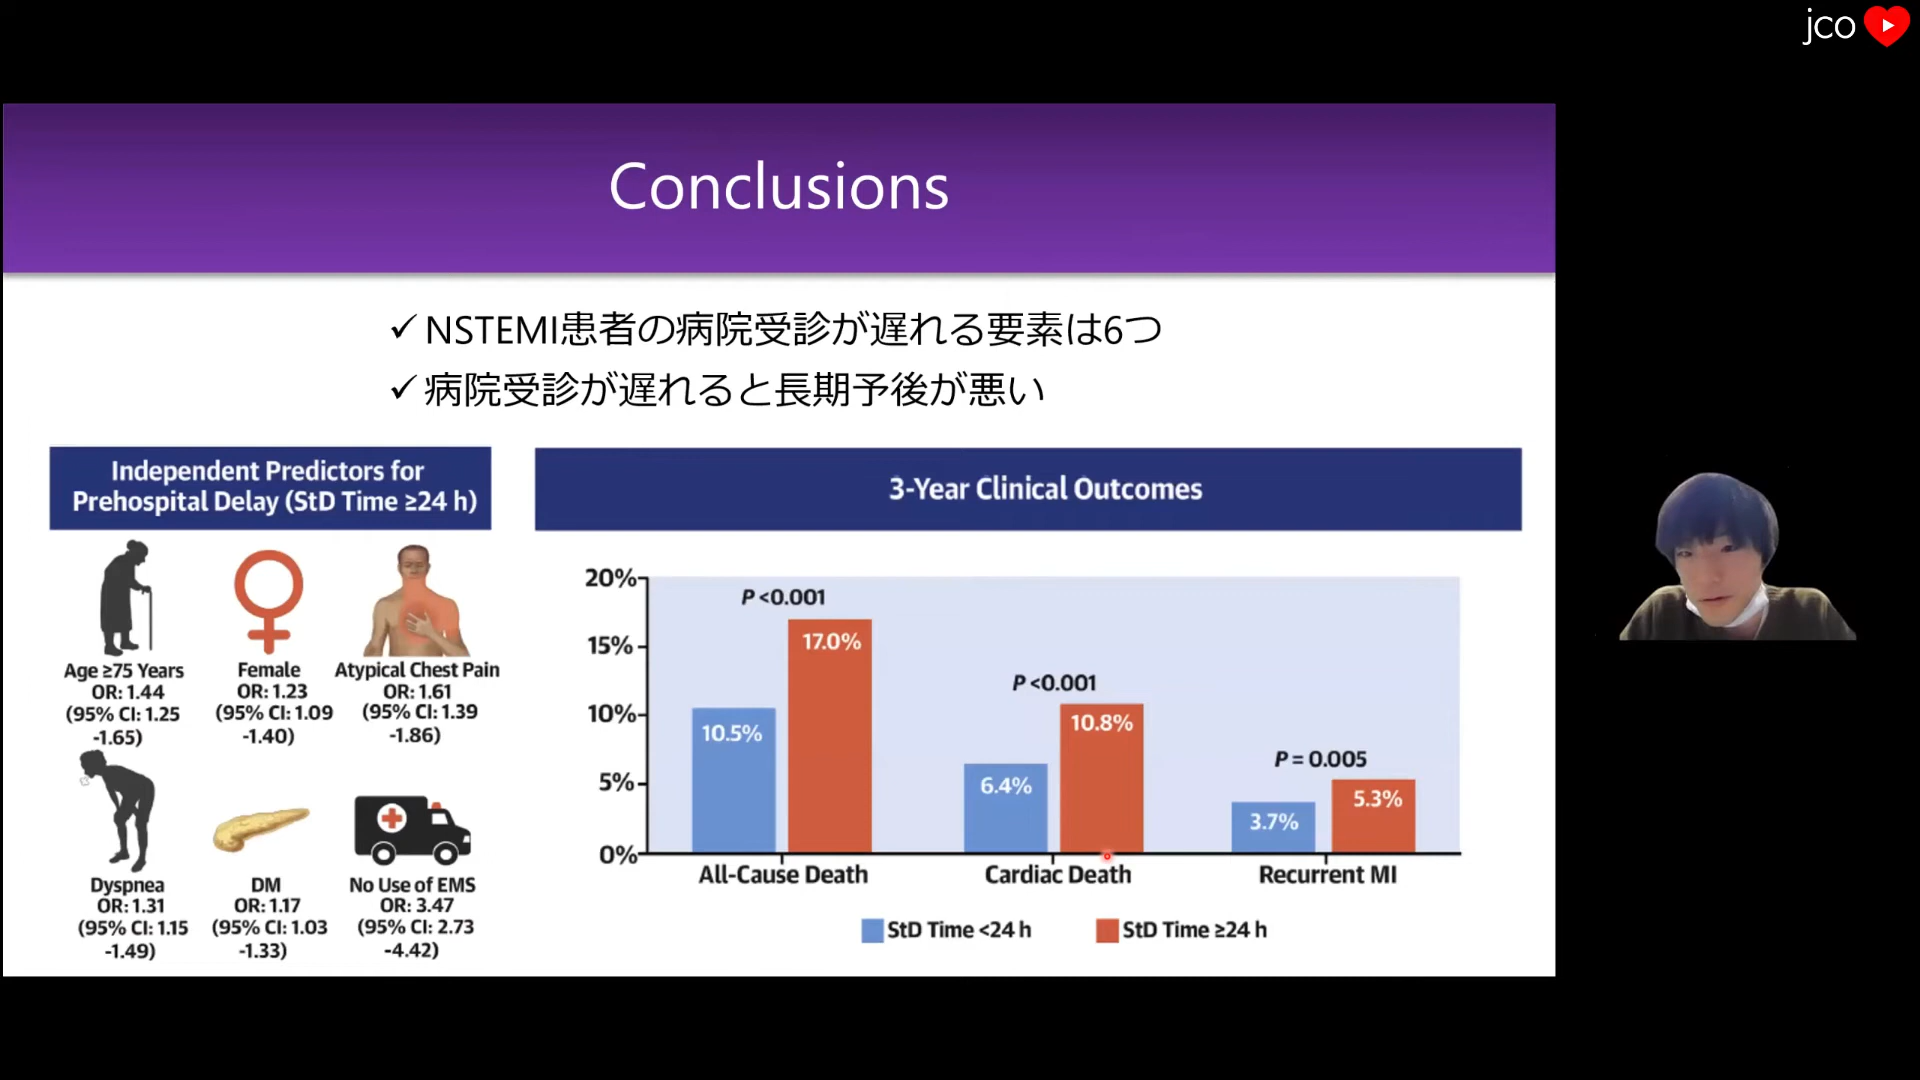 jco
Conclusions
✓NSTEMI患者の病院受診が遅れる要素は6つ
✓病院受診が遅れると長期予後が悪い
Independent Predictors for
Prehospital Delay (StD Time ≥24 h)
Age ≥75 Years
OR: 1.44
(95% CI: 1.25
-1.65)
Female
OR: 1.23
(95% CI: 1.09
-1.40)
Atypical Chest Pain
OR: 1.61
(95% CI: 1.39
-1.86)
Dyspnea
OR: 1.31
(95% CI: 1.15
-1.49)
DM
OR: 1.17
(95% CI: 1.03
-1.33)
No Use of EMS
OR: 3.47
(95% CI: 2.73
-4.42)
3-Year Clinical Outcomes
20%
15%
10%
5%
0%
P <0.001
10.5%
17.0%
All-Cause Death
P <0.001
6.4%
10.8%
Cardiac Death
P = 0.005
3.7%
5.3%
Recurrent MI
StD Time <24 h
StD Time ≥24 h